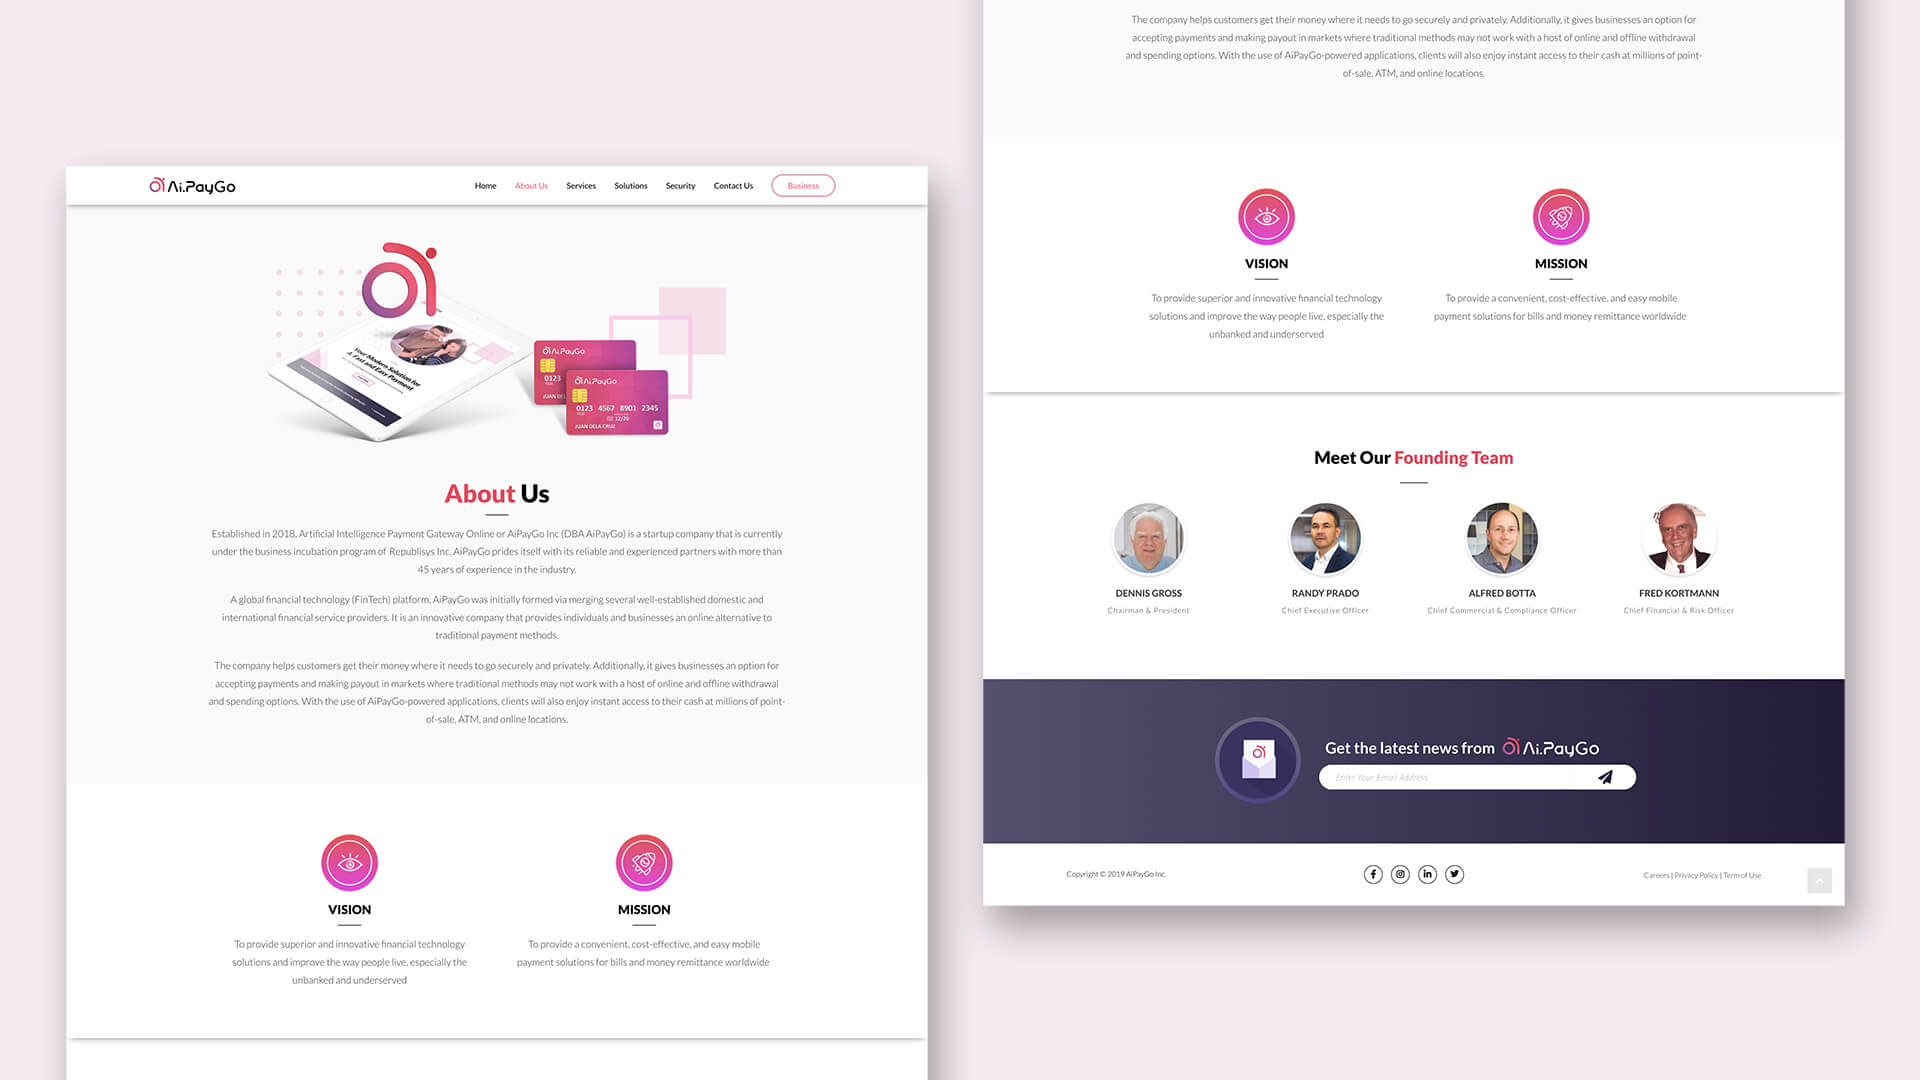 Ai.PayGo
Home
About Us
Services
Solutions
Security
Contact Us
Business
Your Modern Solution for
A Fast and Easy Payment
Ai.PayGo
0123
JUAN DEL
Ai.PayGo
0123 4567 8901 2345
12/20
JUAN DELA CRUZ
About Us
Established in 2018, Artificial Intelligence Payment Gateway Online or AiPayGo Inc (DBA AiPayGo) is a startup company that is currently
under the business incubation program of Republisys Inc. AiPayGo prides itself with its reliable and experienced partners with more than
45 years of experience in the industry.
A global financial technology (FinTech) platform, AiPayGo was initially formed via merging several well-established domestic and
international financial service providers. It is an innovative company that provides individuals and businesses an online alternative to
traditional payment methods.
The company helps customers get their money where it needs to go securely and privately. Additionally, it gives businesses an option for
accepting payments and making payout in markets where traditional methods may not work with a host of online and offline withdrawal
and spending options. With the use of AiPayGo-powered applications, clients will also enjoy instant access to their cash at millions of point-
of-sale, ATM, and online locations.
VISION
To provide superior and innovative financial technology
solutions and improve the way people live, especially the
unbanked and underserved
MISSION
To provide a convenient, cost-effective, and easy mobile
payment solutions for bills and money remittance worldwide
The company helps customers get their money where it needs to go securely and privately. Additionally, it gives businesses an option for
accepting payments and making payout in markets where traditional methods may not work with a host of online and offline withdrawal
and spending options. With the use of AiPayGo-powered applications, clients will also enjoy instant access to their cash at millions of point-
of-sale, ATM, and online locations.
VISION
To provide superior and innovative financial technology
solutions and improve the way people live, especially the
unbanked and underserved
MISSION
To provide a convenient, cost-effective, and easy mobile
payment solutions for bills and money remittance worldwide
Meet Our Founding Team
DENNIS GROSS
Chairman & President
RANDY PRADO
Chief Executive Officer
ALFRED BOTTA
Chief Commercial & Compliance Officer
FRED KORTMANN
Chief Financial & Risk Officer
Get the latest news from Ai.PayGo
Enter Your Email Address
Copyright © 2019 AiPayGo Inc.
Careers | Privacy Policy | Term of Use